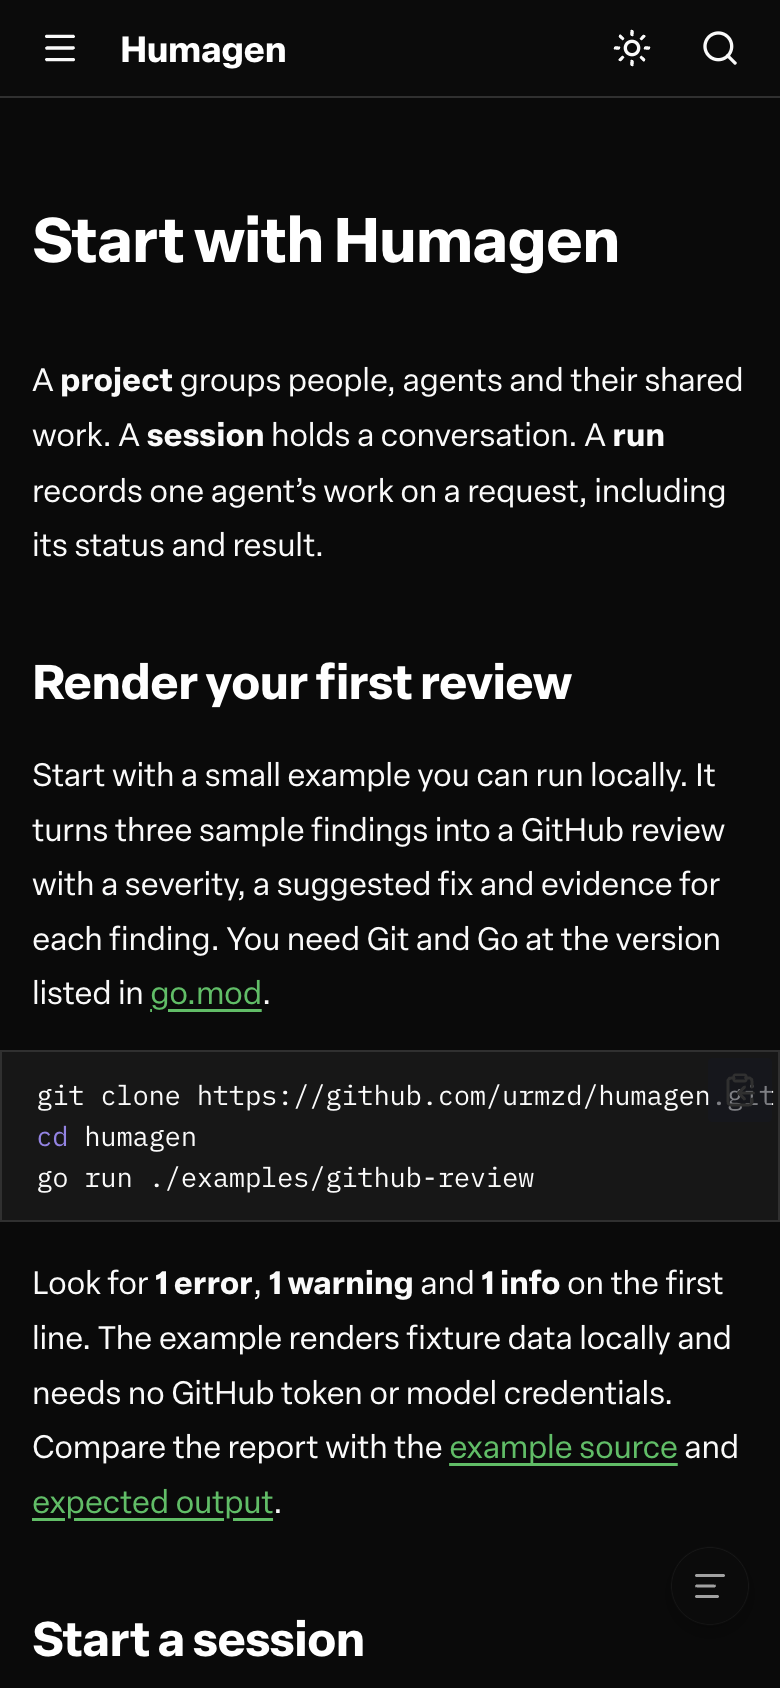 Humagen
Start with Humagen
A project groups people, agents and their shared
work. A session holds a conversation. A run
records one agent’s work on a request, including
its status and result.
Render your first review
Start with a small example you can run locally. It
turns three sample findings into a GitHub review
with a severity, a suggested fix and evidence for
each finding. You need Git and Go at the version
listed in go.mod.
git clone https://github.com/urmzd/humagen.git
cd humagen
go run ./examples/github-review
Look for 1 error, 1 warning and 1 info on the first
line. The example renders fixture data locally and
needs no GitHub token or model credentials.
Compare the report with the example source and
expected output.
Start a session